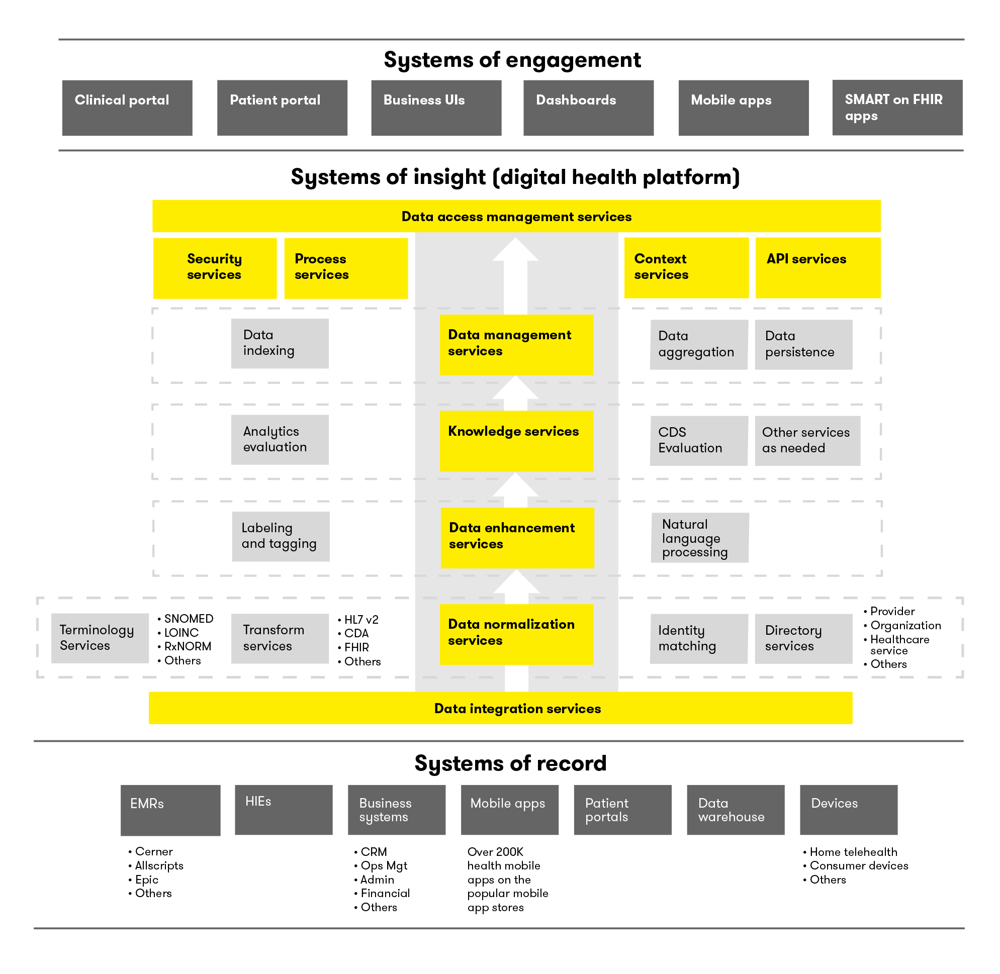 Systems of engagement
Clinical portal
Patient portal
Business UIs
Dashboards
Mobile apps
SMART on FHIR
apps
Systems of insight (digital health platform)
Data access management services
Security
services
Process
services
Context
services
API services
Data
indexing
Data management
services
Data
aggregation
Data
persistence
Analytics
evaluation
Knowledge services
CDS
Evaluation
Other services
as needed
Labeling
and tagging
Data enhancement
services
Natural
language
processing
Terminology
Services
• SNOMED
• LOINC
• RxNORM
• Others
Transform
services
• HL7 v2
• CDA
• FHIR
• Others
Data normalization
services
Identity
matching
Directory
services
• Provider
• Organization
• Healthcare
service
• Others
Data integration services
Systems of record
EMRs
• Cerner
• Allscripts
• Epic
• Others
HIEs
Business
systems
• CRM
• Ops Mgt
• Admin
• Financial
• Others
Mobile apps
Over 200K
health mobile
apps on the
popular mobile
app stores
Patient
portals
Data
warehouse
Devices
• Home telehealth
• Consumer devices
• Others